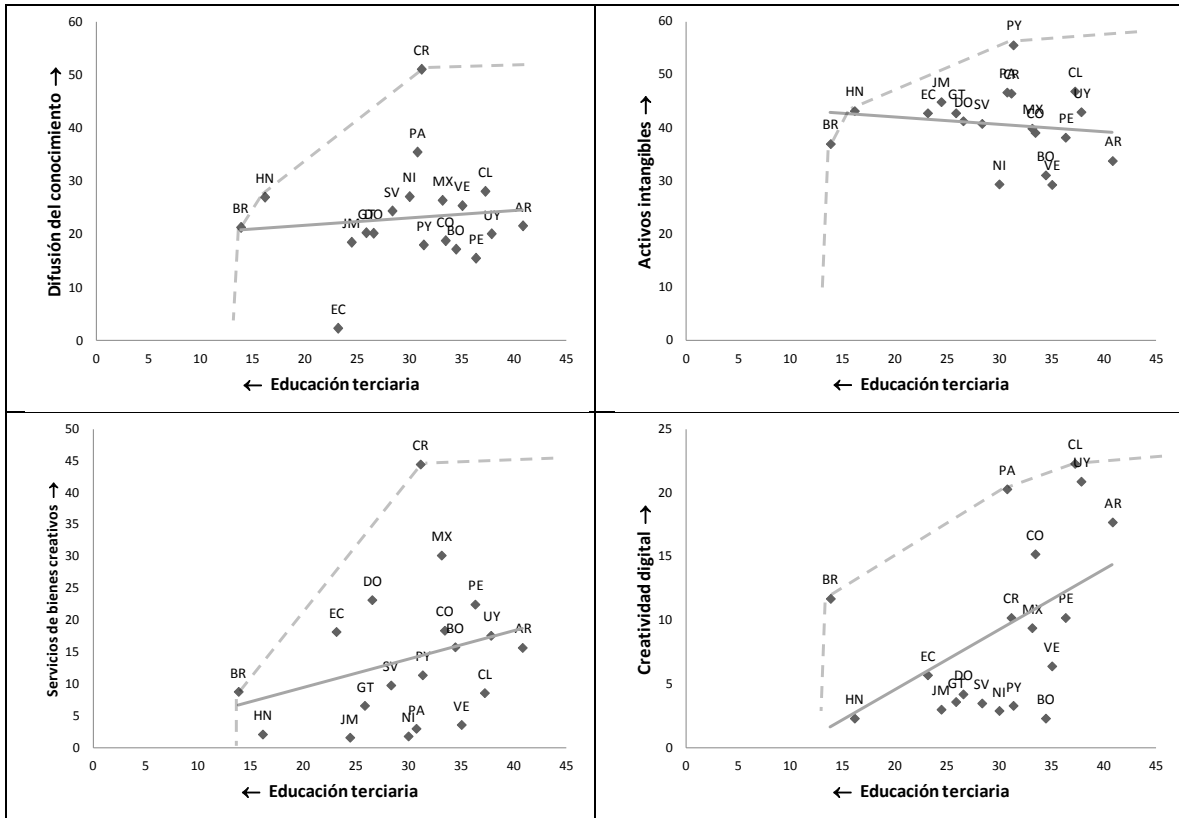 Difusión del conocimiento →
60
50
40
30
20
10
0
CR
PA
HN
NI
CL
MX
VE
SV
BR
GT
DO
JM
AR
UY
CO
PY
BO
PE
EC
0 5 10 15 20 25 30 35 40 45
← Educación terciaria
Activos intangibles →
60
50
40
30
20
10
0
PY
PA
CR
CL
JM
HN
EC
GT
UY
DO
SV
MX
CO
PE
BR
AR
BO
NI
VE
0 5 10 15 20 25 30 35 40 45
← Educación terciaria
Servicios de bienes creativos →
50
45
40
35
30
25
20
15
10
5
0
CR
MX
DO
PE
EC
CO
UY
BO
AR
BR
PY
SV
CL
GT
HN
JM
NI
PA
VE
0 5 10 15 20 25 30 35 40 45
← Educación terciaria
Creatividad digital →
25
20
15
10
5
0
CL
UY
PA
AR
CO
BR
CR
MX
PE
VE
EC
DO
GT
JM
SV
NI
PY
HN
BO
0 5 10 15 20 25 30 35 40 45
← Educación terciaria